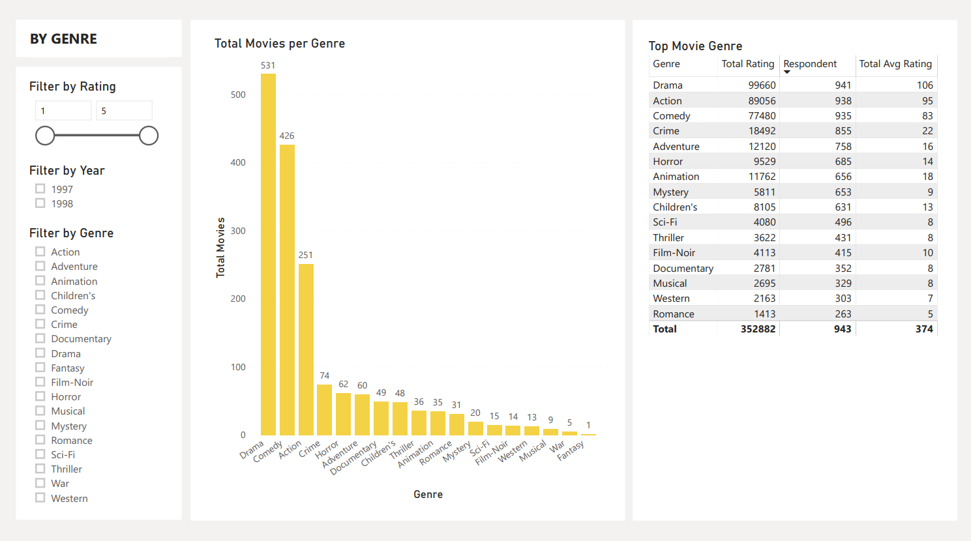 BY GENRE
Filter by Rating
1 5
Filter by Year
1997
1998
Filter by Genre
Action
Adventure
Animation
Children's
Comedy
Crime
Documentary
Drama
Fantasy
Film-Noir
Horror
Musical
Mystery
Romance
Sci-Fi
Thriller
War
Western
Total Movies per Genre
Total Movies
500
400
300
200
100
0
531
426
251
74
62
60
49
48
36
35
31
20
15
14
13
9
5
1
Drama
Comedy
Action
Crime
Horror
Adventure
Documentary
Children's
Thriller
Animation
Romance
Mystery
Sci-Fi
Film-Noir
Western
Musical
War
Fantasy
Genre
Top Movie Genre
Genre Total Rating Respondent Total Avg Rating
Drama 99660 941 106
Action 89056 938 95
Comedy 77480 935 83
Crime 18492 855 22
Adventure 12120 758 16
Horror 9529 685 14
Animation 11762 656 18
Mystery 5811 653 9
Children's 8105 631 13
Sci-Fi 4080 496 8
Thriller 3622 431 8
Film-Noir 4113 415 10
Documentary 2781 352 8
Musical 2695 329 8
Western 2163 303 7
Romance 1413 263 5
Total 352882 943 374